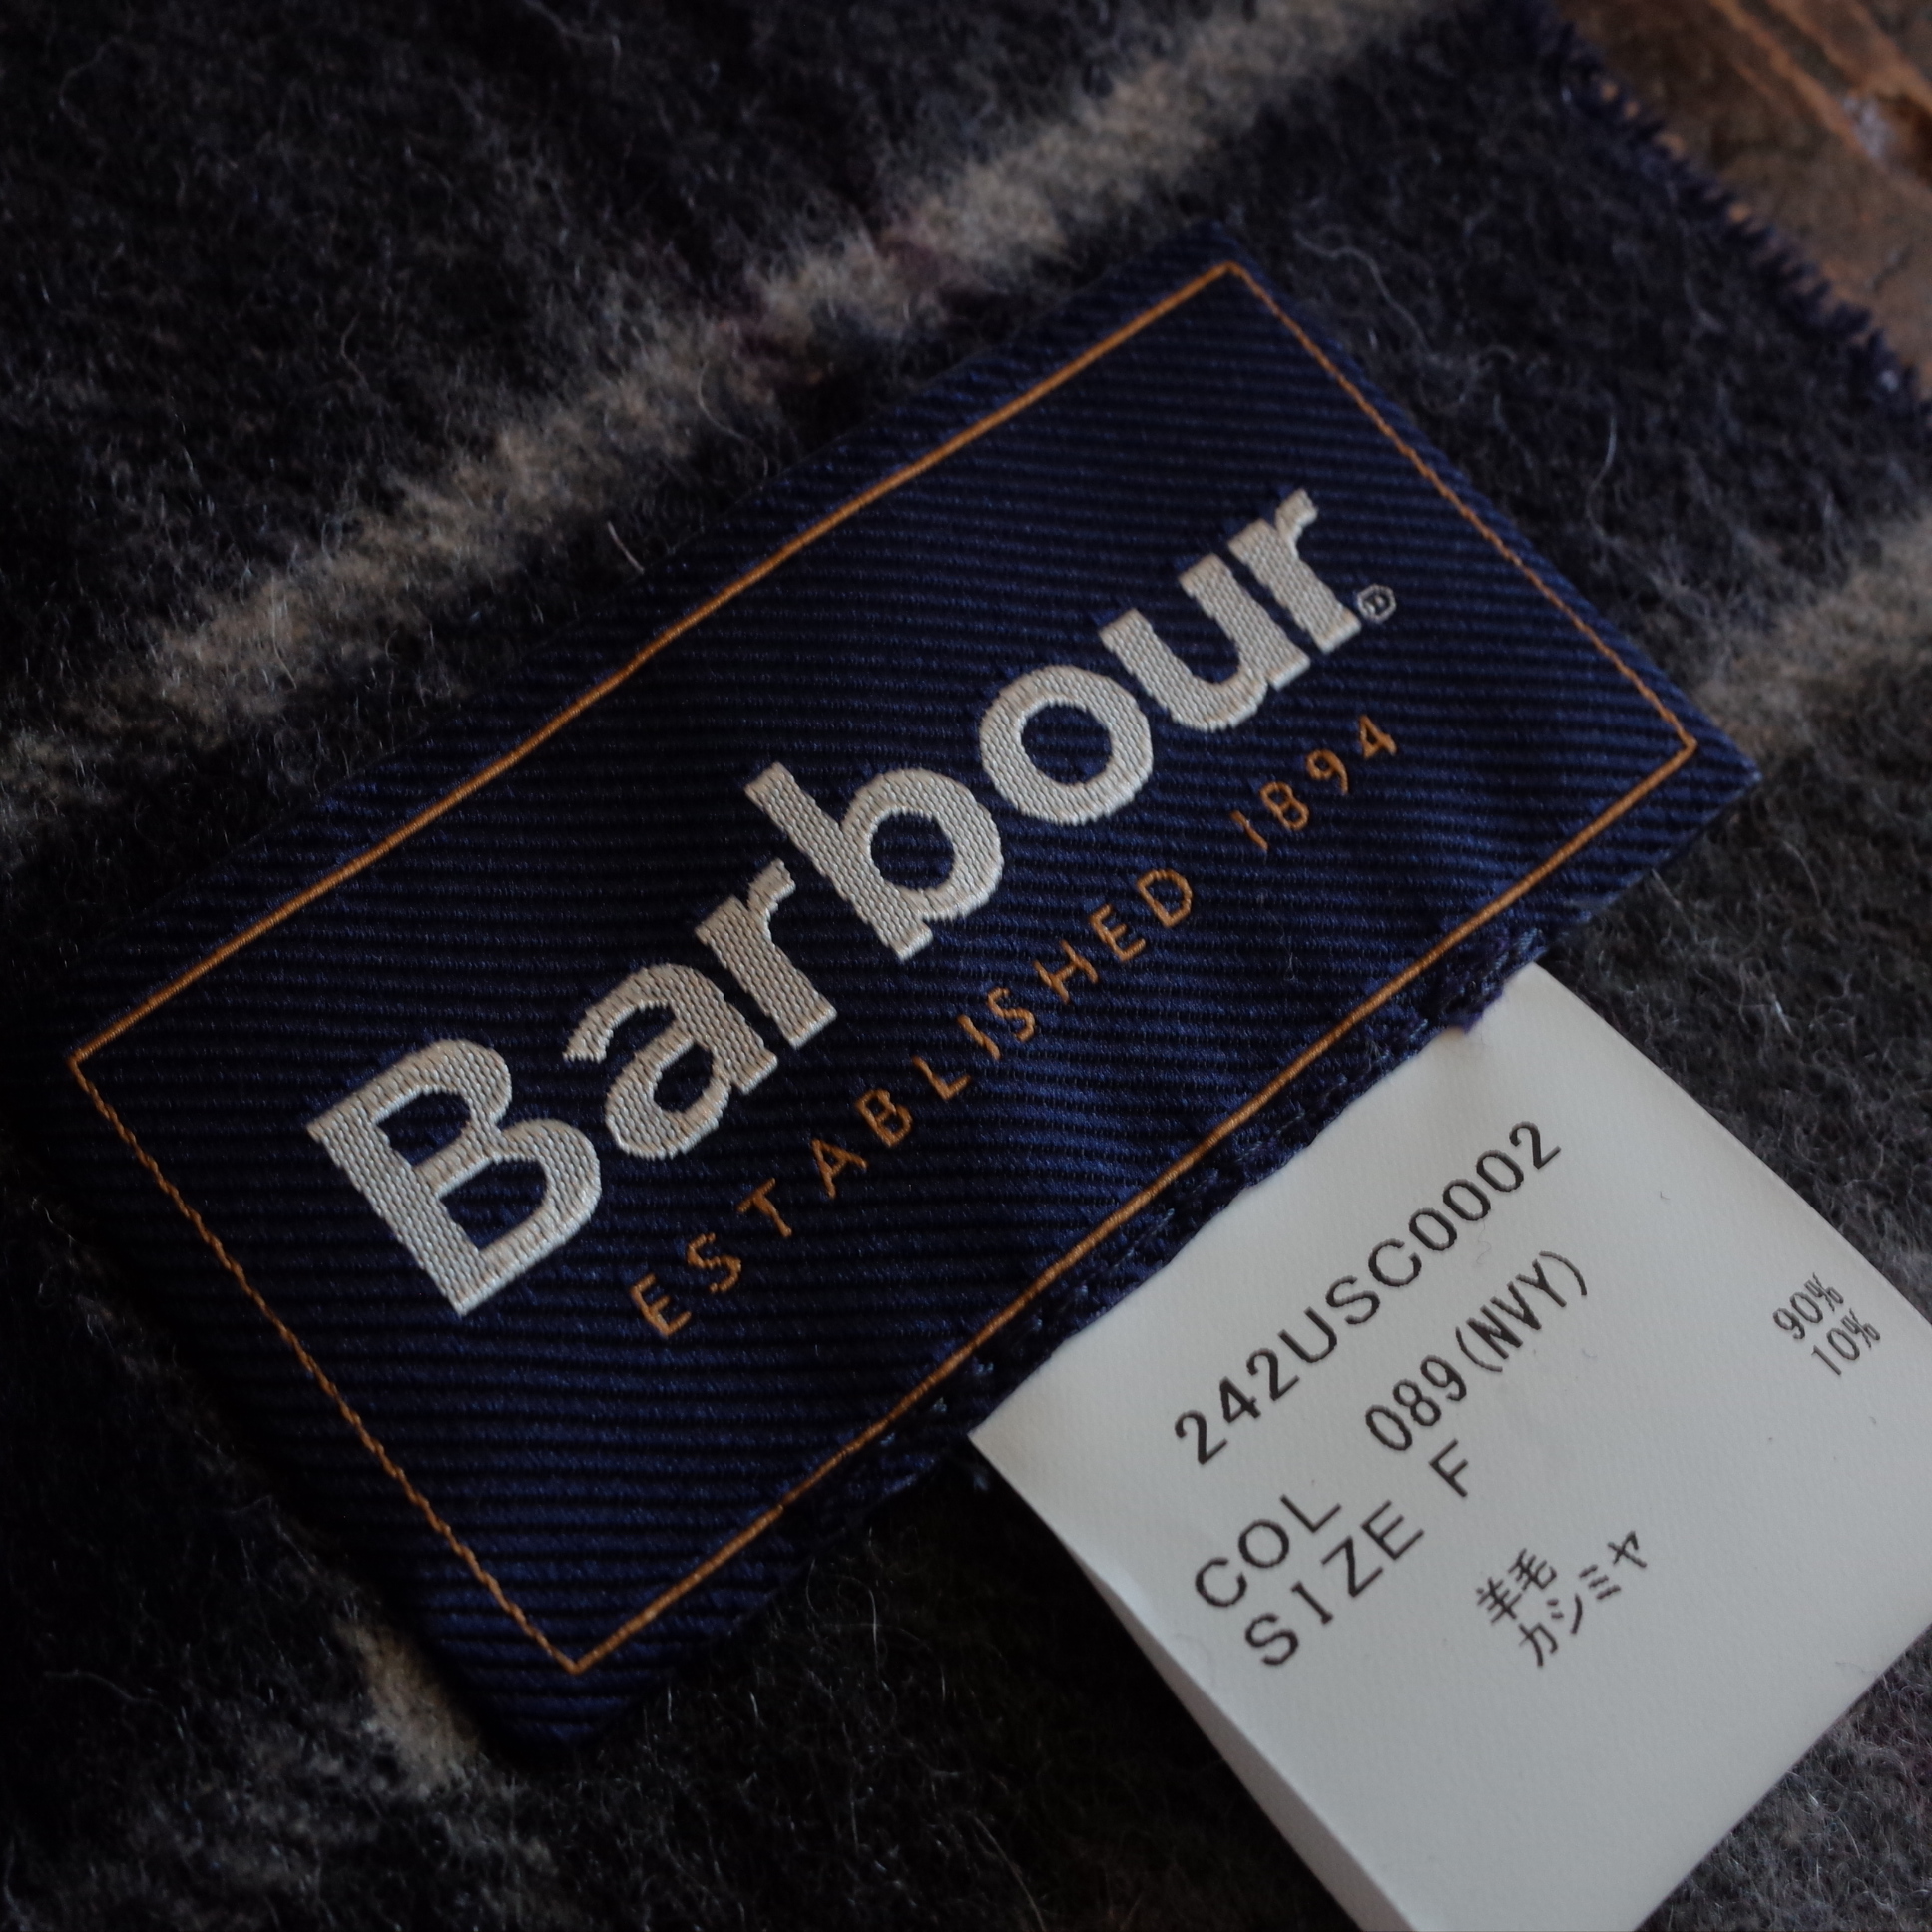 Barbour®
ESTABLISHED 1894
242USC0002
COL 089(NVY)
SIZE F
羊毛 90%
カシミヤ 10%